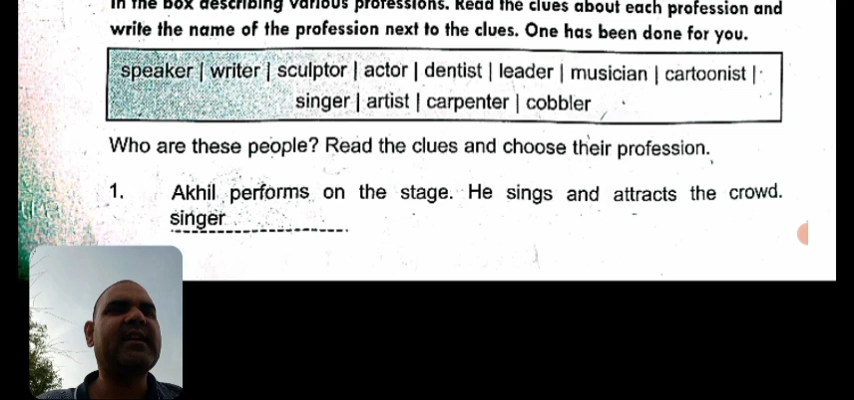 in the box describing various professions. Read the clues about each profession and
write the name of the profession next to the clues. One has been done for you.
speaker | writer | sculptor | actor | dentist | leader | musician | cartoonist |
singer | artist | carpenter | cobbler
Who are these people? Read the clues and choose their profession.
1. Akhil performs on the stage. He sings and attracts the crowd.
singer